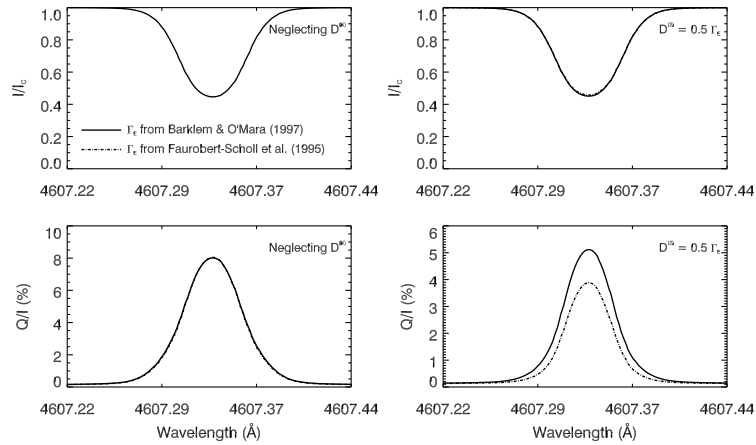 Neglecting D⁽ᴷ⁾
I/I_c
1.0
0.8
0.6
0.4
0.2
0.0
Γ_E from Barklem & O'Mara (1997)
Γ_E from Faurobert-Scholl et al. (1995)
4607.22 4607.29 4607.37 4607.44
D⁽²⁾ = 0.5 Γ_E
I/I_c
1.0
0.8
0.6
0.4
0.2
0.0
4607.22 4607.29 4607.37 4607.44
Neglecting D⁽ᴷ⁾
Q/I (%)
10
8
6
4
2
0
4607.22 4607.29 4607.37 4607.44
Wavelength (Å)
D⁽²⁾ = 0.5 Γ_E
Q/I (%)
6
5
4
3
2
1
0
4607.22 4607.29 4607.37 4607.44
Wavelength (Å)